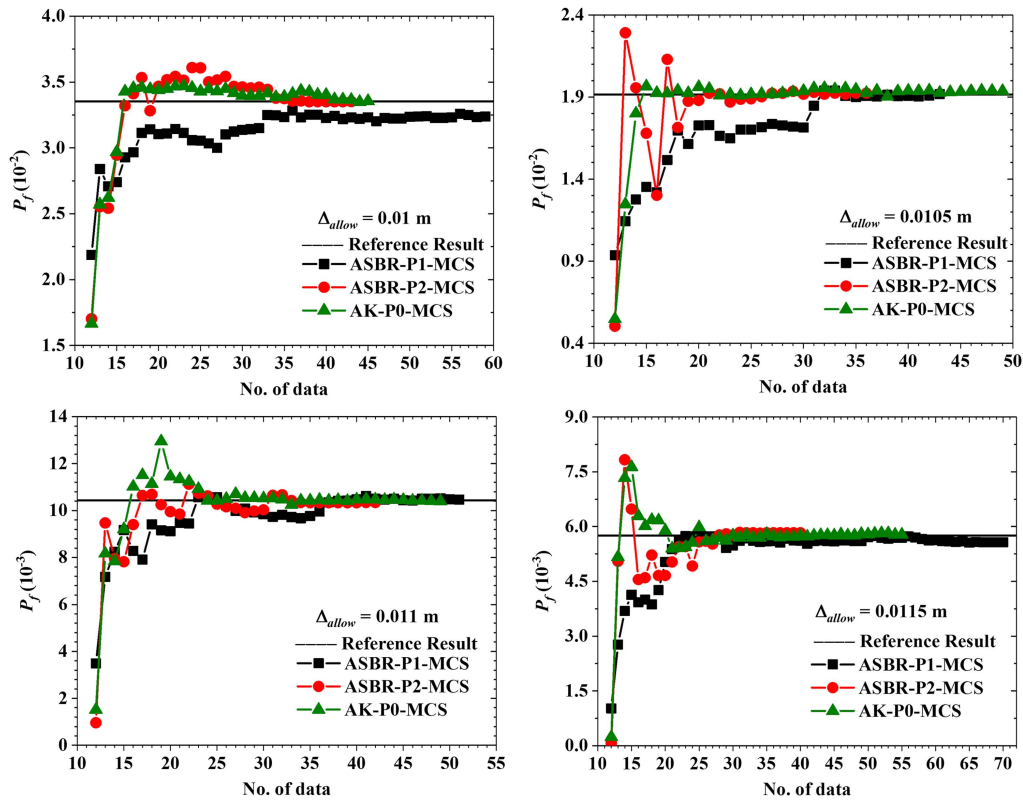 4.0
3.5
3.0
2.5
2.0
1.5
P_f (10^-2)
Δ_allow = 0.01 m
Reference Result
ASBR-P1-MCS
ASBR-P2-MCS
AK-P0-MCS
10 15 20 25 30 35 40 45 50 55 60
No. of data
2.4
1.9
1.4
0.9
0.4
P_f (10^-2)
Δ_allow = 0.0105 m
Reference Result
ASBR-P1-MCS
ASBR-P2-MCS
AK-P0-MCS
10 15 20 25 30 35 40 45 50
No. of data
14
12
10
8
6
4
2
0
P_f (10^-3)
Δ_allow = 0.011 m
Reference Result
ASBR-P1-MCS
ASBR-P2-MCS
AK-P0-MCS
10 15 20 25 30 35 40 45 50 55
No. of data
9.0
7.5
6.0
4.5
3.0
1.5
0.0
P_f (10^-3)
Δ_allow = 0.0115 m
Reference Result
ASBR-P1-MCS
ASBR-P2-MCS
AK-P0-MCS
10 15 20 25 30 35 40 45 50 55 60 65 70
No. of data